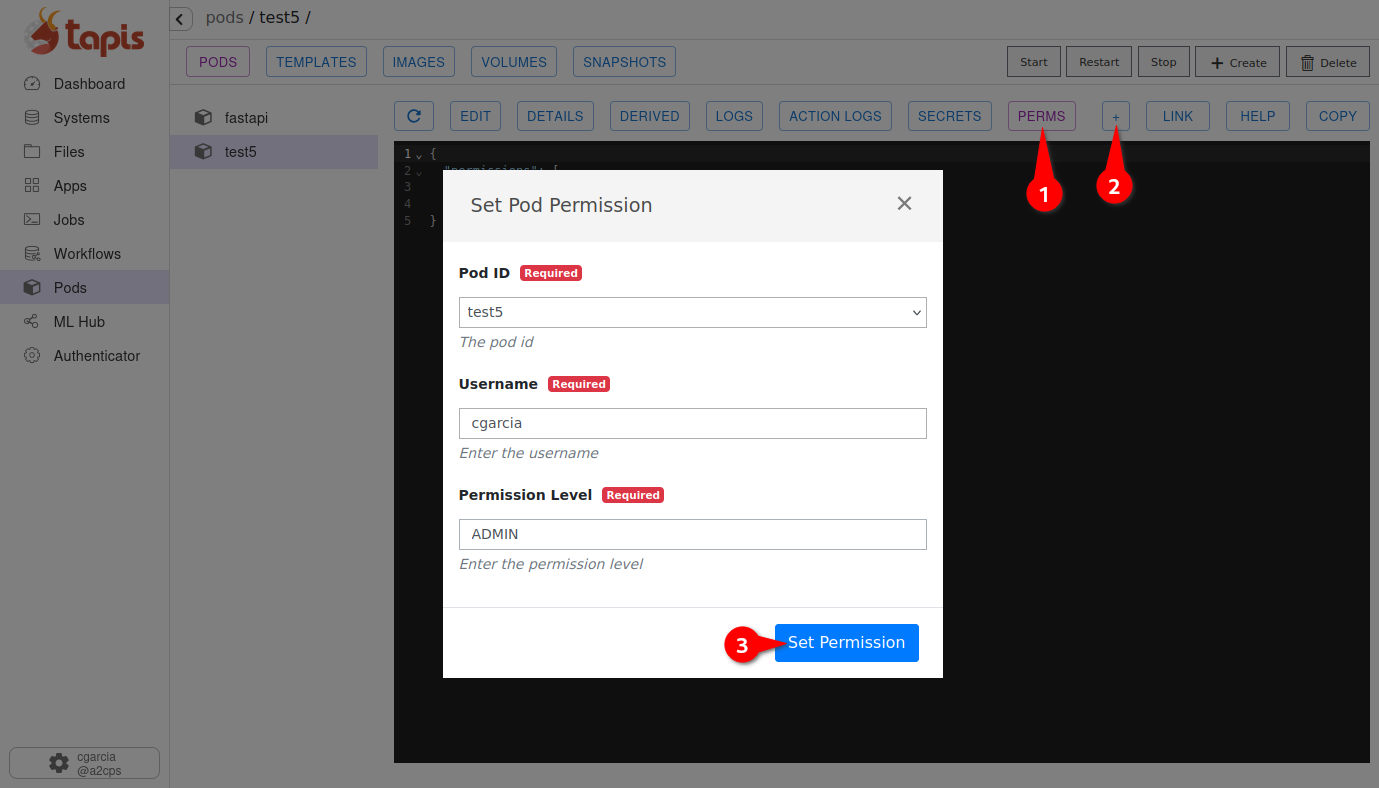 tapis
pods / test5 /
PODS TEMPLATES IMAGES VOLUMES SNAPSHOTS Start Restart Stop + Create Delete
Dashboard
Systems
Files
Apps
Jobs
Workflows
Pods
ML Hub
Authenticator
cgarcia
@a2cps
fastapi
test5
EDIT DETAILS DERIVED LOGS ACTION LOGS SECRETS PERMS + LINK HELP COPY
1 {
2 "permissions": [
3
4
5 }
1
2
Set Pod Permission
Pod ID Required
test5
The pod id
Username Required
cgarcia
Enter the username
Permission Level Required
ADMIN
Enter the permission level
3 Set Permission